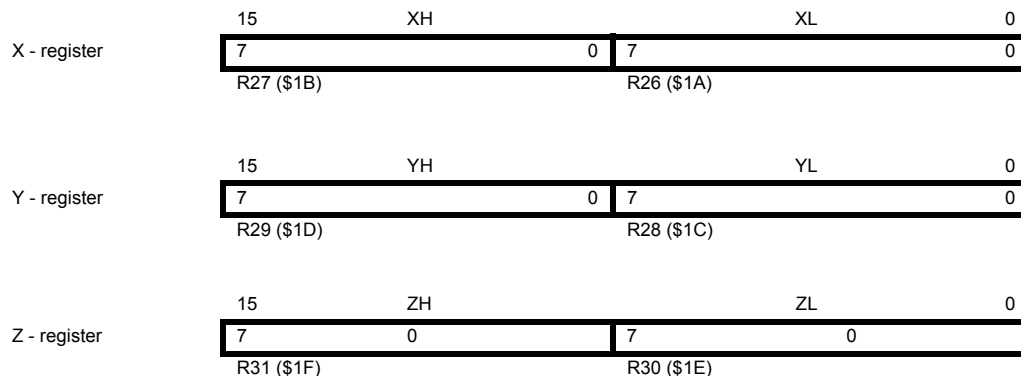 15 XH XL 0
X - register 7 0 7 0
R27 ($1B) R26 ($1A)
15 YH YL 0
Y - register 7 0 7 0
R29 ($1D) R28 ($1C)
15 ZH ZL 0
Z - register 7 0 7 0
R31 ($1F) R30 ($1E)